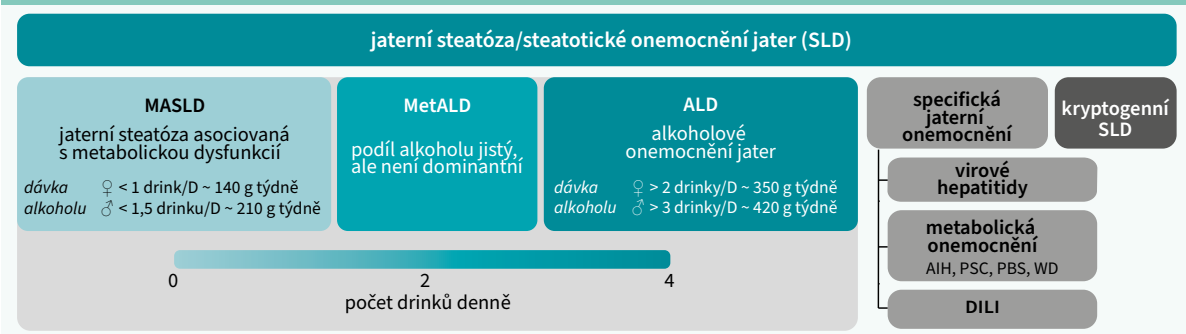 jaterní steatóza/steatotické onemocnění jater (SLD)
MASLD
jaterní steatóza asociovaná
s metabolickou dysfunkcií
dávka ♀ < 1 drink/D ~ 140 g týdně
alkoholu ♂ < 1,5 drinku/D ~ 210 g týdně
MetALD
podíl alkoholu jistý,
ale není dominantní
ALD
alkoholové
onemocnění jater
dávka ♀ > 2 drinky/D ~ 350 g týdně
alkoholu ♂ > 3 drinky/D ~ 420 g týdně
0 2 4
počet drinků denně
specifická
jaterní
onemocnění
kryptogenní
SLD
virové
hepatitidy
metabolická
onemocnění
AIH, PSC, PBS, WD
DILI